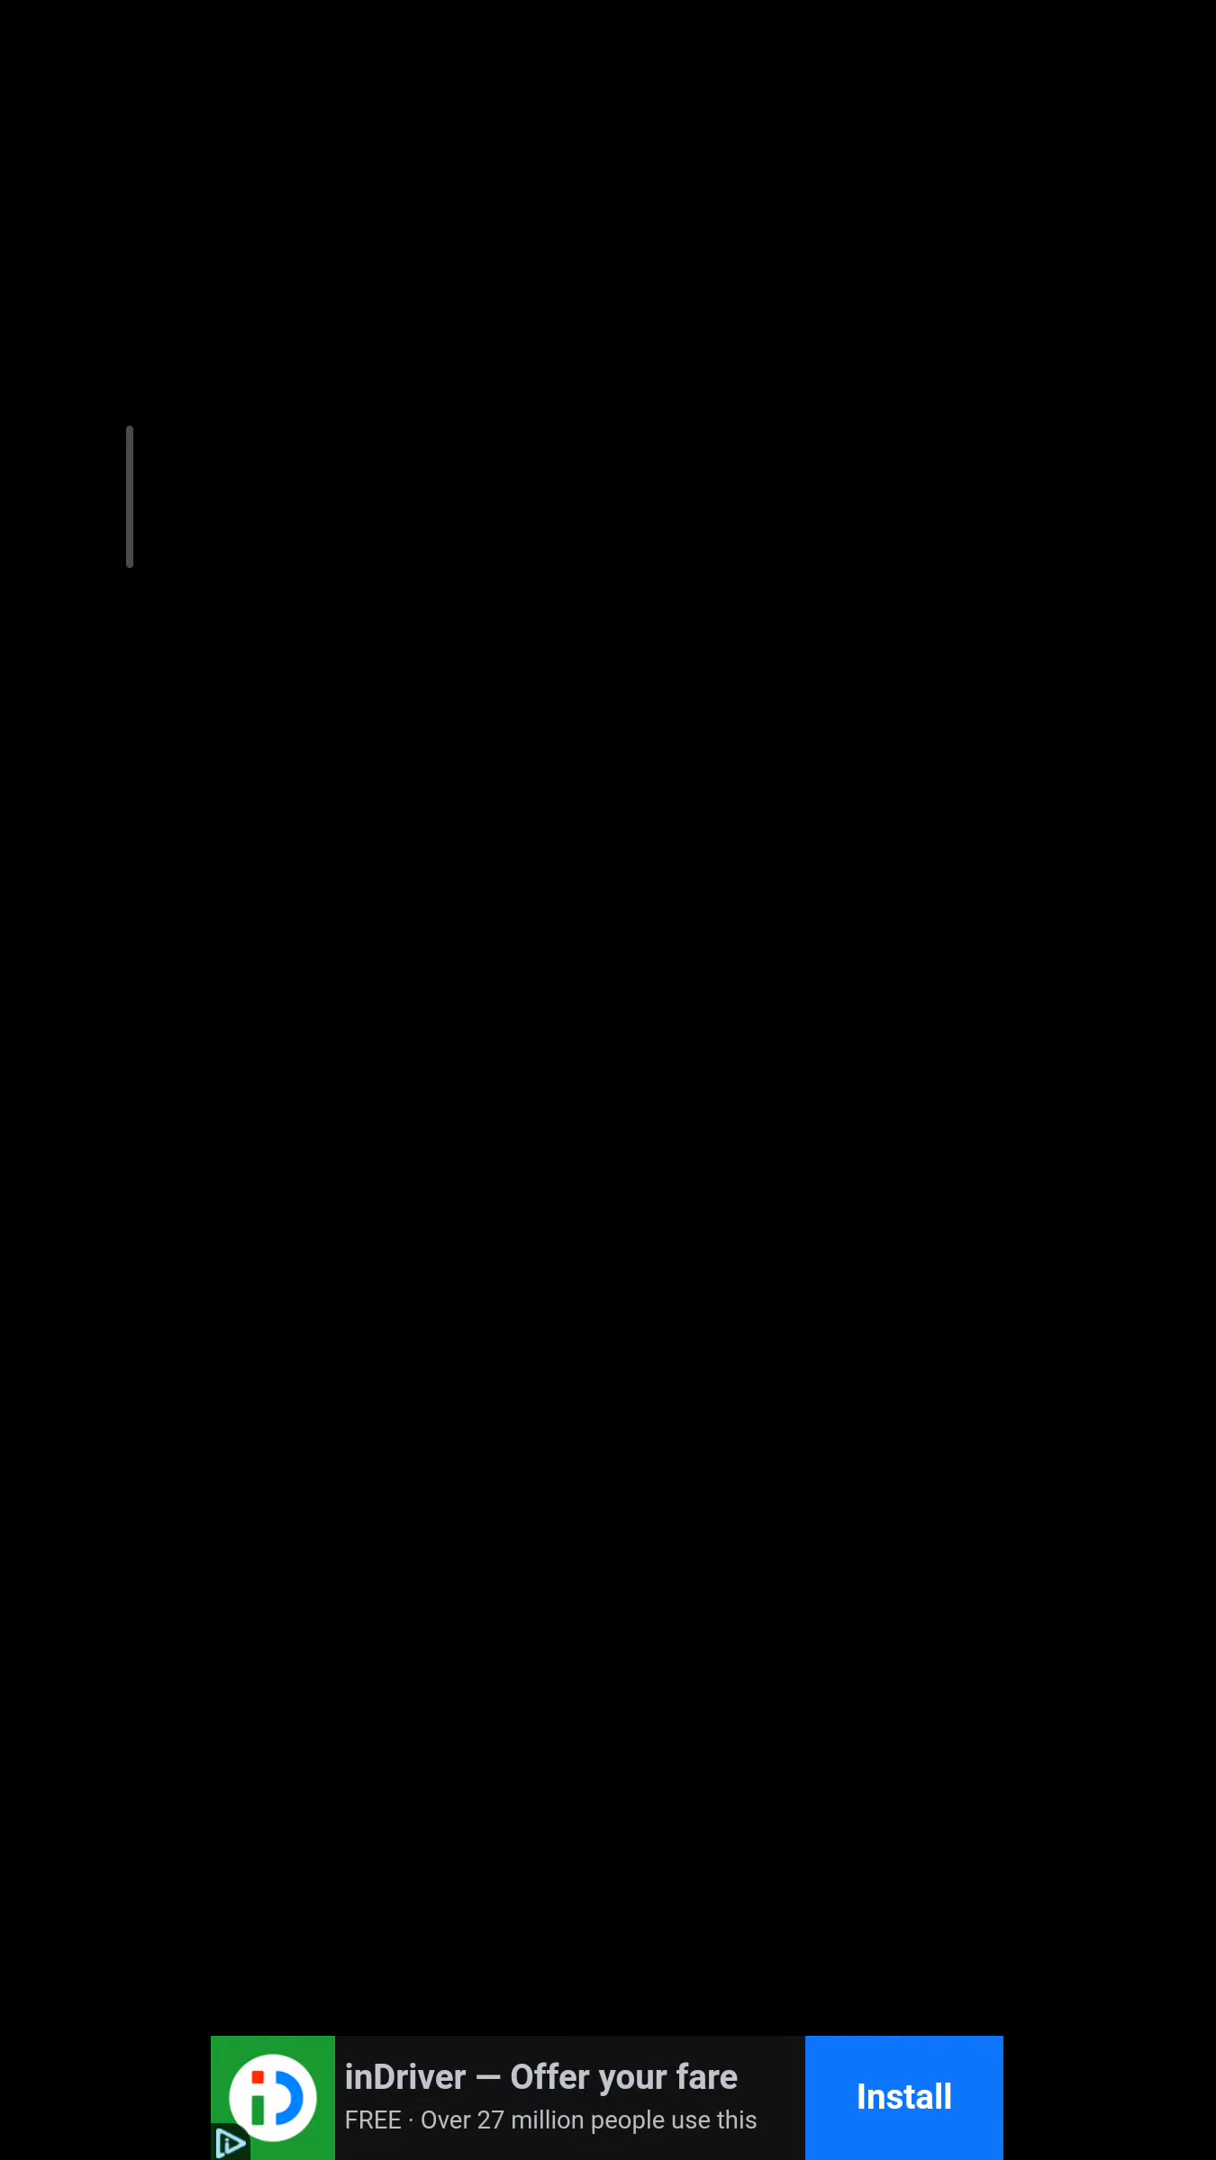 inDriver — Offer your fare
FREE · Over 27 million people use this
Install